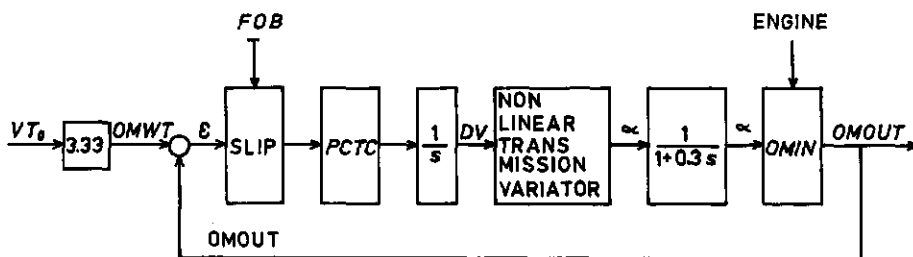 FOB
ENGINE
VTₐ
3.33
OMWT
ε
SLIP
PCTC
1
s
DV
NON
LINEAR
TRANS
MISSION
VARIATOR
∝
1
1+0.3 s
∝
OMIN
OMOUT
OMOUT